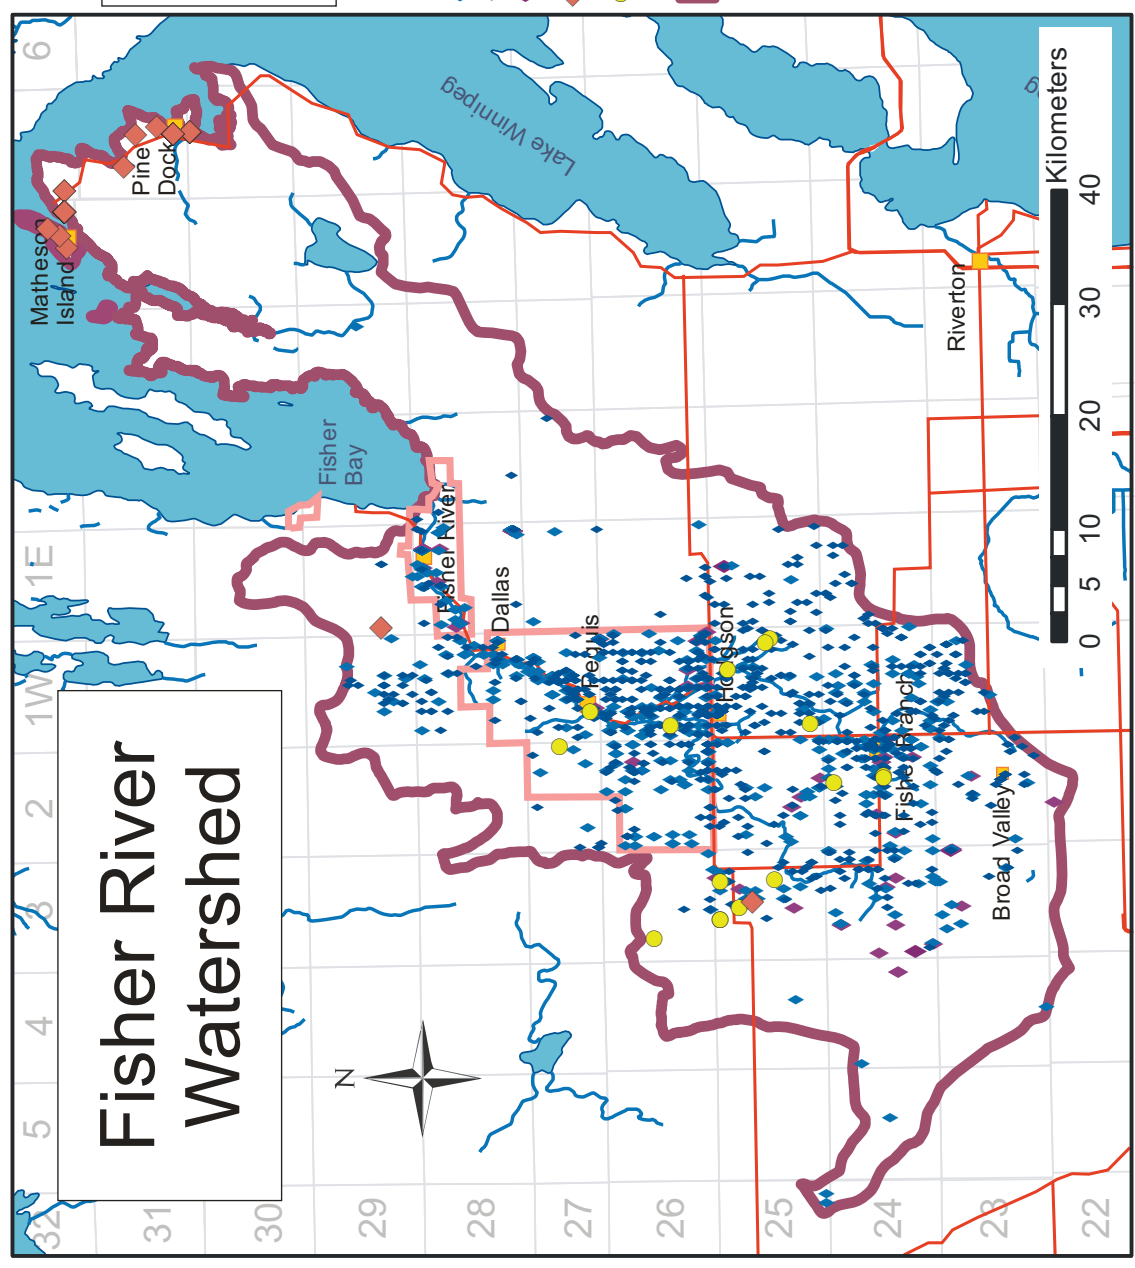 Fisher River
Watershed
N
6
1E
1W
2
3
4
5
32
31
30
29
28
27
26
25
24
23
22
Matheson
Island
Pine
Dock
Lake Winnipeg
Fisher
Bay
Fisher River
Dallas
Peguis
Hodgson
Fisher Branch
Broad Valley
Riverton
Kilometers
0
5
10
20
30
40